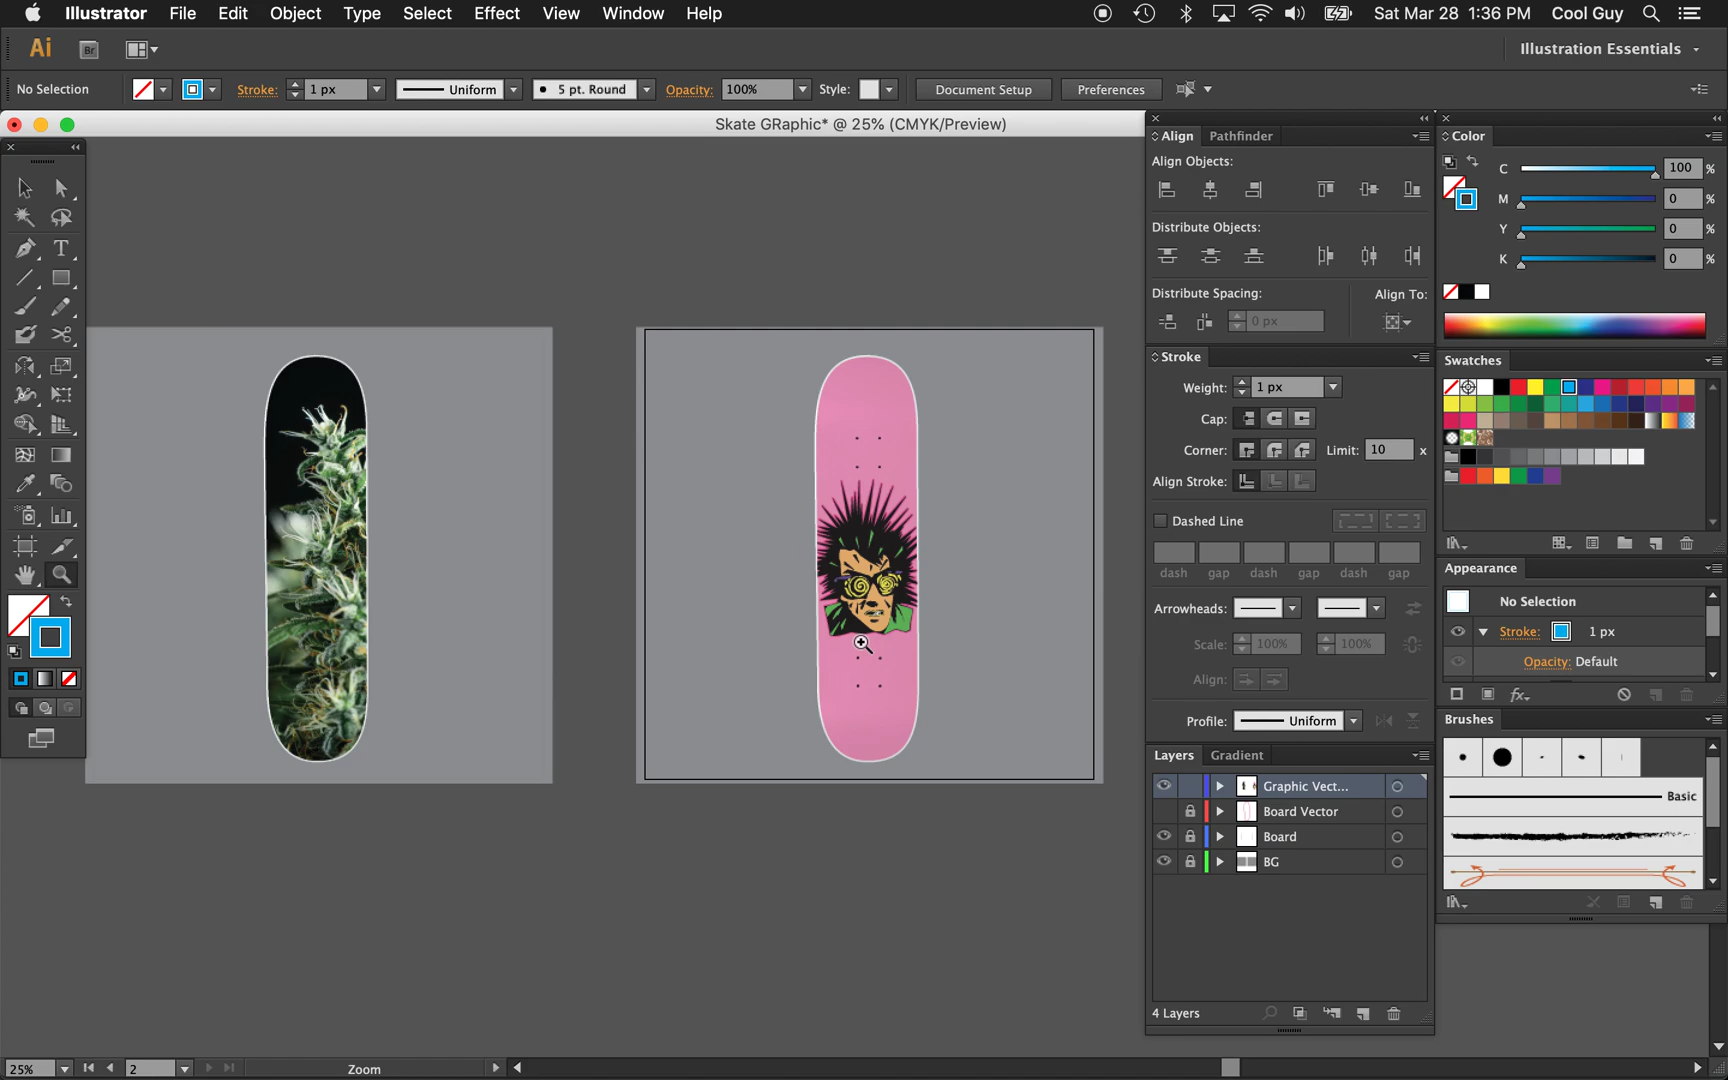 Illustrator File Edit Object Type Select Effect View Window Help Sat Mar 28 1:36 PM Cool Guy
Ai Br Illustration Essentials
No Selection Stroke: 1 px Uniform 5 pt. Round Opacity: 100% Style: Document Setup Preferences
Skate GRaphic* @ 25% (CMYK/Preview)
Align Pathfinder
Align Objects:
Distribute Objects:
Distribute Spacing:
Align To:
0 px
Stroke
Weight: 1 px
Cap:
Corner: Limit: 10 x
Align Stroke:
Dashed Line
dash gap dash gap dash gap
Arrowheads:
Scale: 100% 100%
Align:
Profile: Uniform
Layers Gradient
Graphic Vect...
Board Vector
Board
BG
4 Layers
Color
C 100 %
M 0 %
Y 0 %
K 0 %
Swatches
Appearance
No Selection
Stroke: 1 px
Opacity: Default
fx
Brushes
Basic
T
25% 2 Zoom